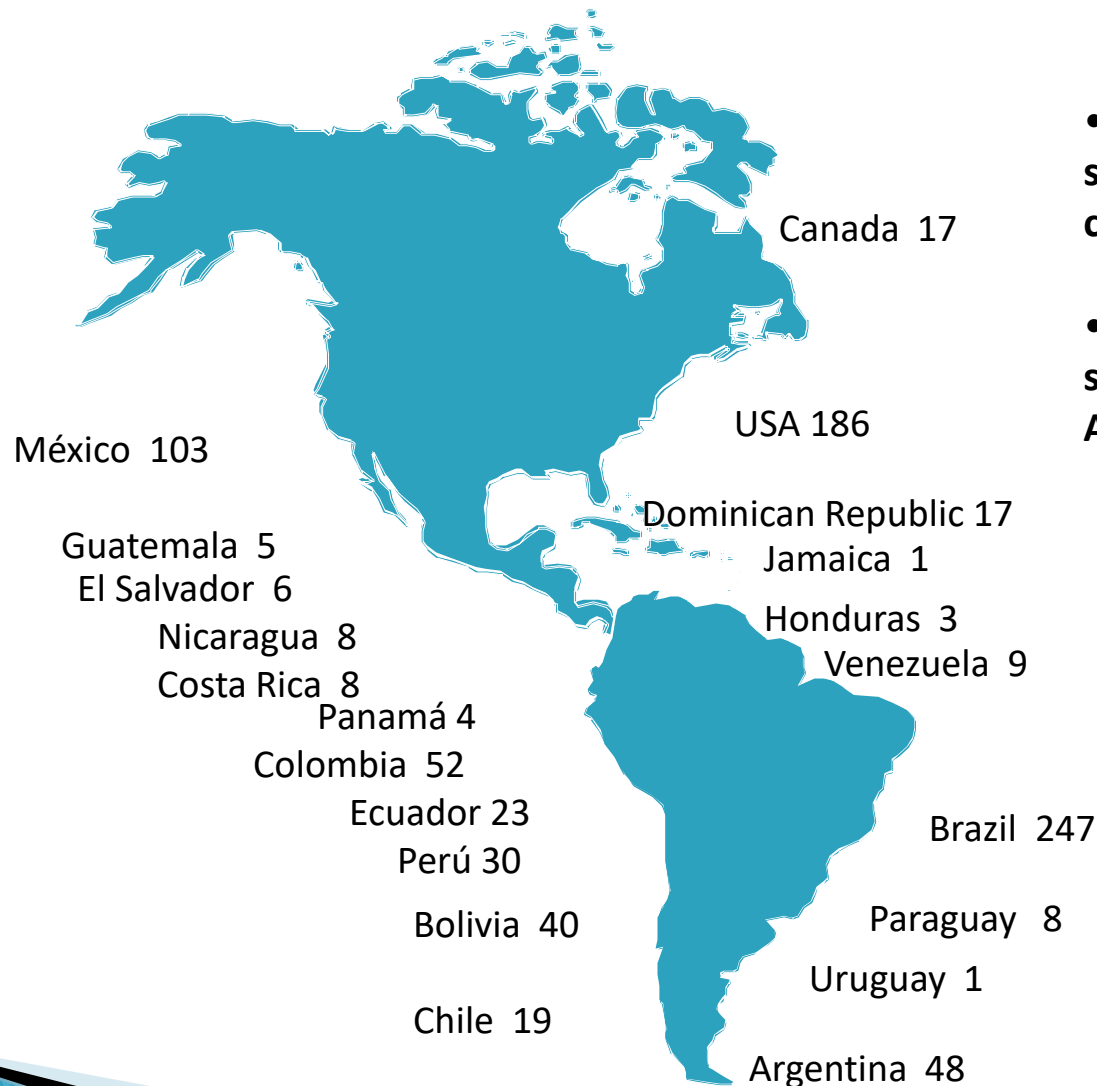 •
s
c
Canada 17
•
s
A
USA 186
México 103
Dominican Republic 17
Jamaica 1
Guatemala 5
El Salvador 6
Honduras 3
Nicaragua 8
Venezuela 9
Costa Rica 8
Panamá 4
Colombia 52
Ecuador 23
Brazil 247
Perú 30
Bolivia 40
Paraguay 8
Uruguay 1
Chile 19
Argentina 48